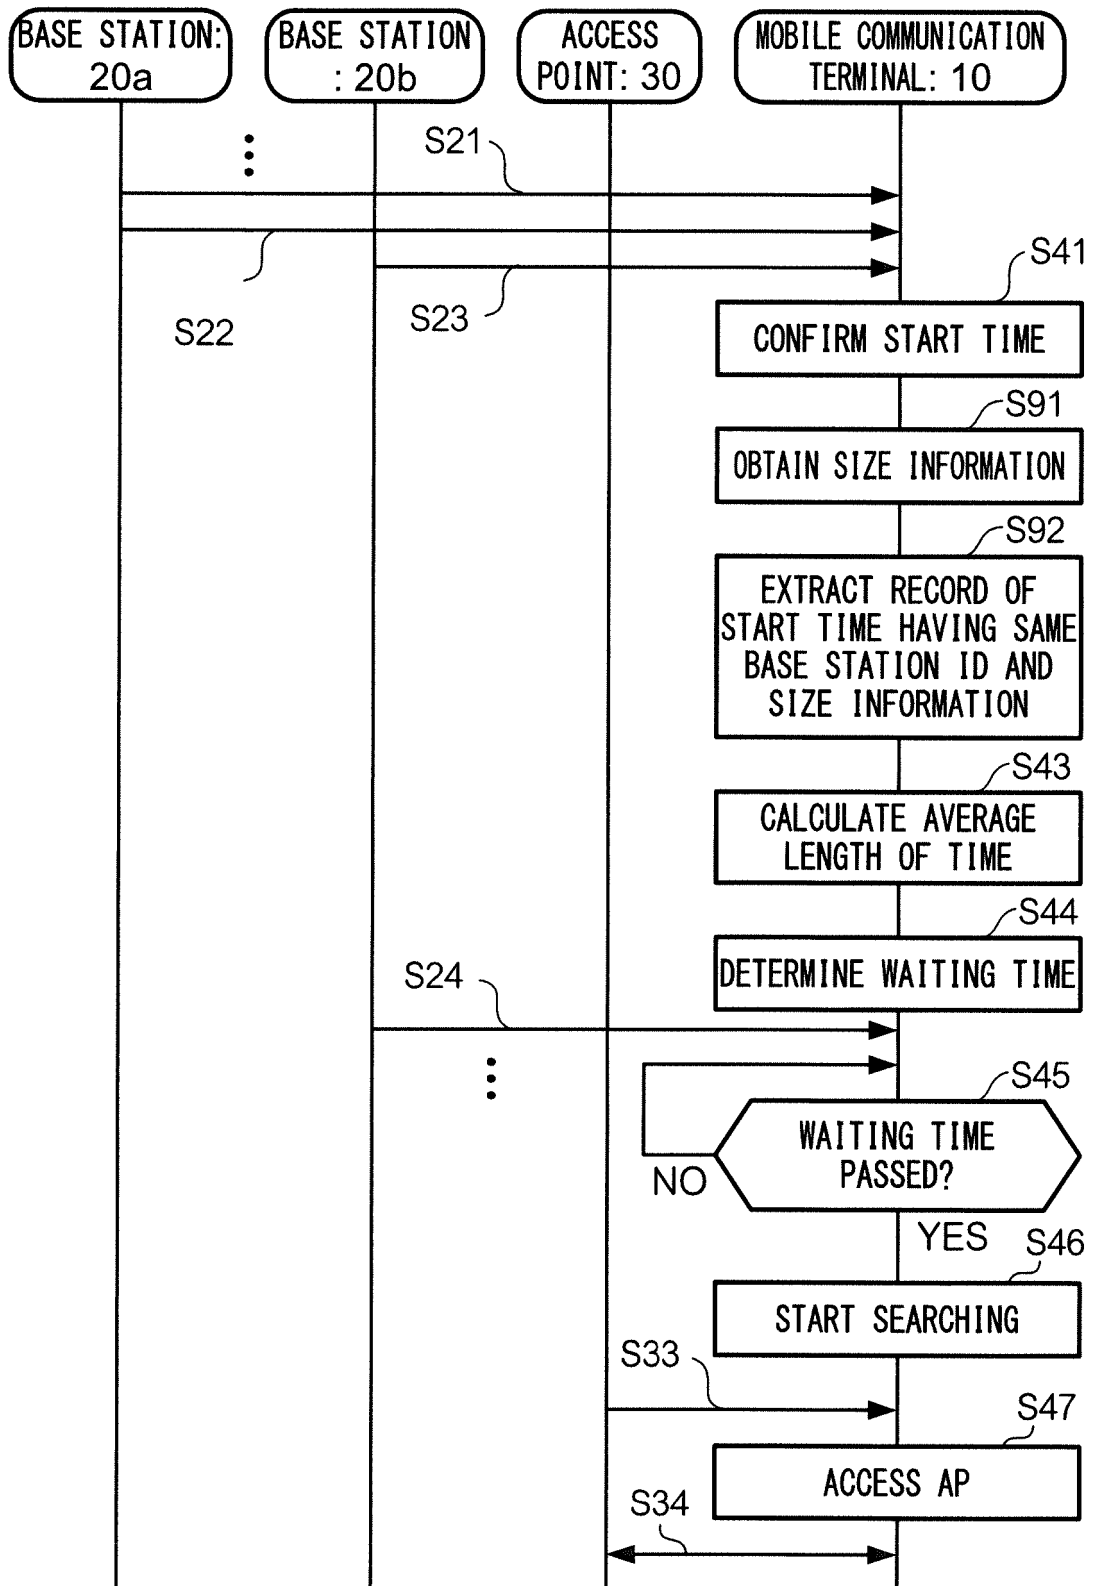 BASE STATION:
20a
BASE STATION
: 20b
ACCESS
POINT: 30
MOBILE COMMUNICATION
TERMINAL: 10
S21
S22
S23
S41
CONFIRM START TIME
S91
OBTAIN SIZE INFORMATION
S92
EXTRACT RECORD OF
START TIME HAVING SAME
BASE STATION ID AND
SIZE INFORMATION
S43
CALCULATE AVERAGE
LENGTH OF TIME
S44
DETERMINE WAITING TIME
S24
S45
WAITING TIME
PASSED?
NO
YES
S46
START SEARCHING
S33
S47
ACCESS AP
S34